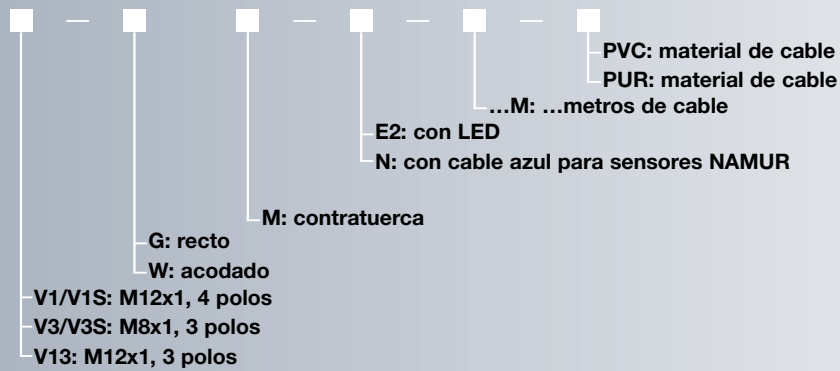 PVC: material de cable
PUR: material de cable
...M: ...metros de cable
E2: con LED
N: con cable azul para sensores NAMUR
M: contratuerca
G: recto
W: acodado
V1/V1S: M12x1, 4 polos
V3/V3S: M8x1, 3 polos
V13: M12x1, 3 polos